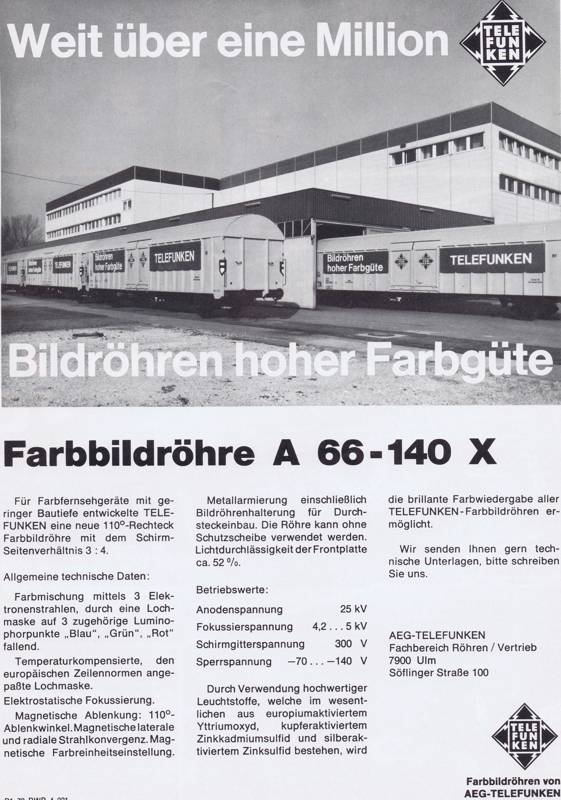 Weit über eine Million
TELE
FUN
KEN
Bildröhren
hoher Farbgüte
TELEFUNKEN
Bildröhren
hoher Farbgüte
TELEFUNKEN
Bildröhren hoher Farbgüte
Farbbildröhre A 66-140 X
Für Farbfernsehgeräte mit ge-
ringer Bautiefe entwickelte TELE-
FUNKEN eine neue 110°-Rechteck
Farbbildröhre mit dem Schirm-
Seitenverhältnis 3 : 4.
Allgemeine technische Daten:
Farbmischung mittels 3 Elek-
tronenstrahlen, durch eine Loch-
maske auf 3 zugehörige Lumino-
phorpunkte „Blau", „Grün", „Rot"
fallend.
Temperaturkompensierte, den
europäischen Zeilennormen ange-
paßte Lochmaske.
Elektrostatische Fokussierung.
Magnetische Ablenkung: 110°-
Ablenkwinkel. Magnetische laterale
und radiale Strahlkonvergenz. Mag-
netische Farbreinheitseinstellung.
Metallarmierung einschließlich
Bildröhrenhalterung für Durch-
steckeinbau. Die Röhre kann ohne
Schutzscheibe verwendet werden.
Lichtdurchlässigkeit der Frontplatte
ca. 52 %.
Betriebswerte:
Anodenspannung 25 kV
Fokussierspannung 4,2 . . . 5 kV
Schirmgitterspannung 300 V
Sperrspannung –70 . . . –140 V
Durch Verwendung hochwertiger
Leuchtstoffe, welche im wesent-
lichen aus europiumaktiviertem
Yttriumoxyd, kupferaktiviertem
Zinkkadmiumsulfid und silberak-
tiviertem Zinksulfid bestehen, wird
die brillante Farbwiedergabe aller
TELEFUNKEN-Farbbildröhren er-
möglicht.
Wir senden Ihnen gern tech-
nische Unterlagen, bitte schreiben
Sie uns.
AEG-TELEFUNKEN
Fachbereich Röhren / Vertrieb
7900 Ulm
Söflinger Straße 100
TELE
FUN
KEN
Farbbildröhren von
AEG-TELEFUNKEN